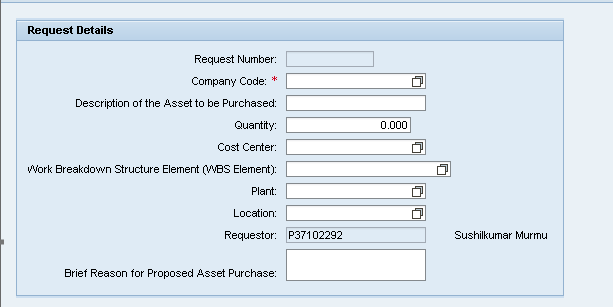 Request Details
Request Number:
Company Code: *
Description of the Asset to be Purchased:
Quantity: 0.000
Cost Center:
Work Breakdown Structure Element (WBS Element):
Plant:
Location:
Requestor: P37102292 Sushilkumar Murmu
Brief Reason for Proposed Asset Purchase: